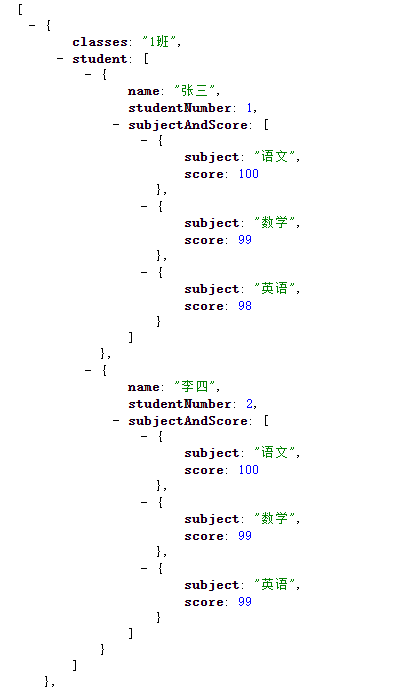 [
- {
classes: "1班",
- student: [
- {
name: "张三",
studentNumber: 1,
- subjectAndScore: [
- {
subject: "语文",
score: 100
},
- {
subject: "数学",
score: 99
},
- {
subject: "英语",
score: 98
}
]
},
- {
name: "李四",
studentNumber: 2,
- subjectAndScore: [
- {
subject: "语文",
score: 100
},
- {
subject: "数学",
score: 99
},
- {
subject: "英语",
score: 99
}
]
}
]
},